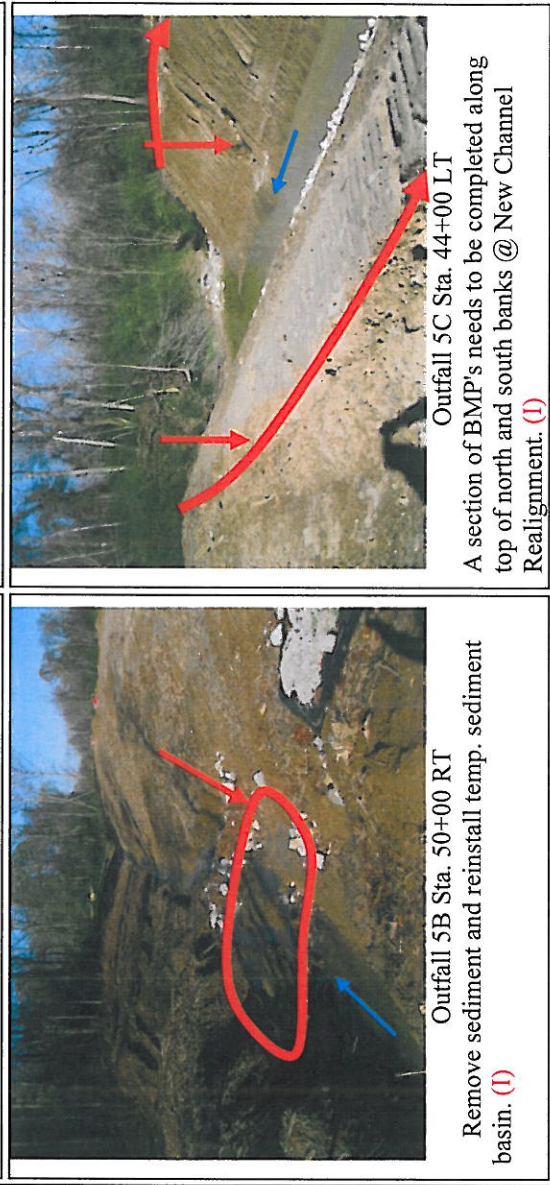 Outfall 5B Sta. 50+00 RT
Remove sediment and reinstall temp. sediment
basin. (I)
Outfall 5C Sta. 44+00 LT
A section of BMP's needs to be completed along
top of north and south banks @ New Channel
Realignment. (I)